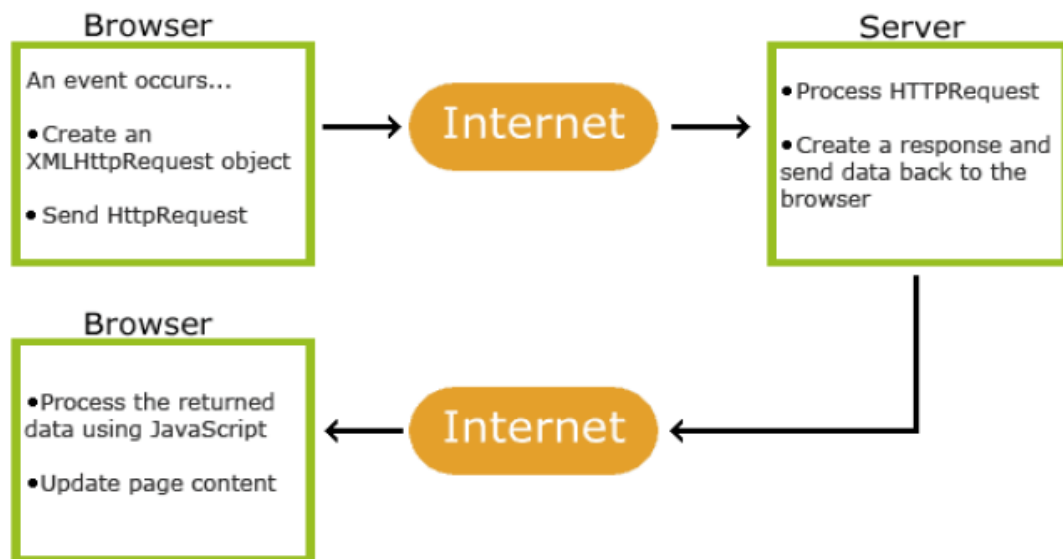 Browser
An event occurs...
•Create an
XMLHttpRequest object
•Send HttpRequest
Internet
Server
•Process HTTPRequest
•Create a response and
send data back to the
browser
Browser
•Process the returned
data using JavaScript
•Update page content
Internet